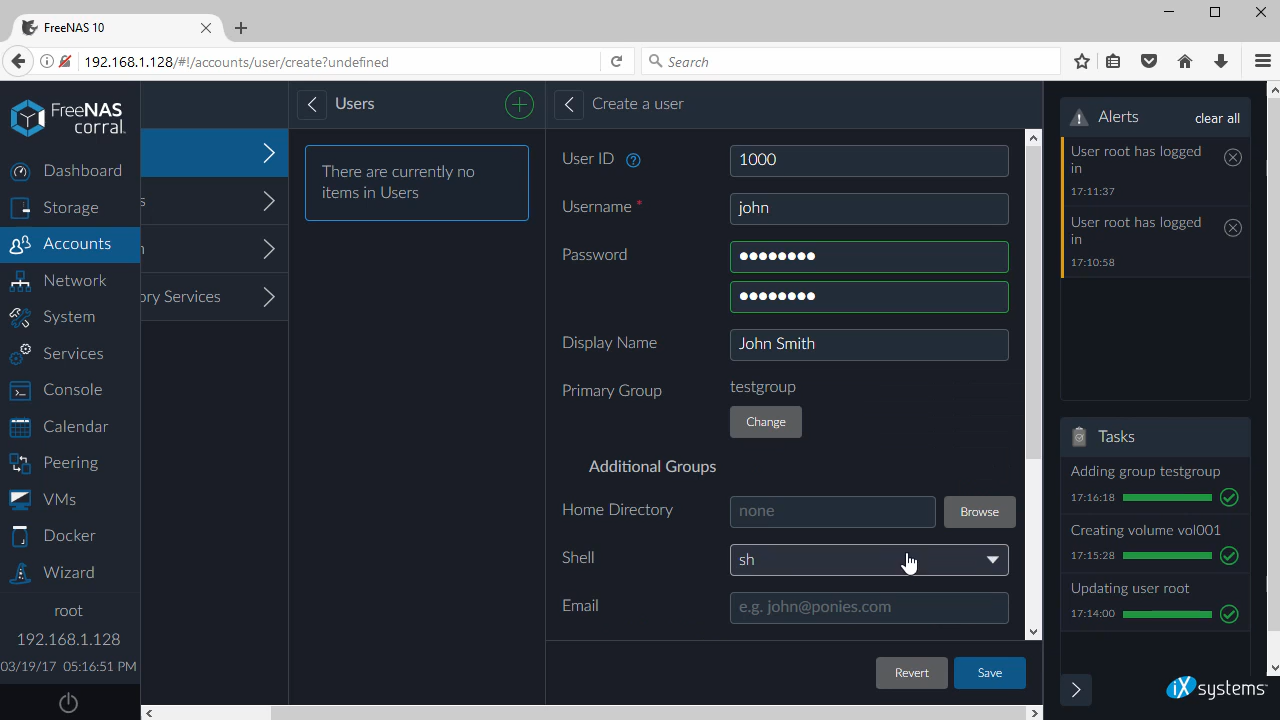 FreeNAS 10
192.168.1.128/#!/accounts/user/create?undefined
Search
FreeNAS
corral
Dashboard
Storage
Accounts
Network
System
Services
Console
Calendar
Peering
VMs
Docker
Wizard
root
192.168.1.128
03/19/17 05:16:51 PM
s
n
ory Services
Users
There are currently no
items in Users
Create a user
User ID ? 1000
Username * john
Password ●●●●●●●●
●●●●●●●●
Display Name John Smith
Primary Group testgroup
Change
Additional Groups
Home Directory none Browse
Shell sh
Email e.g. john@ponies.com
Revert Save
Alerts clear all
User root has logged
in
17:11:37
User root has logged
in
17:10:58
Tasks
Adding group testgroup
17:16:18
Creating volume vol001
17:15:28
Updating user root
17:14:00
iXsystems™